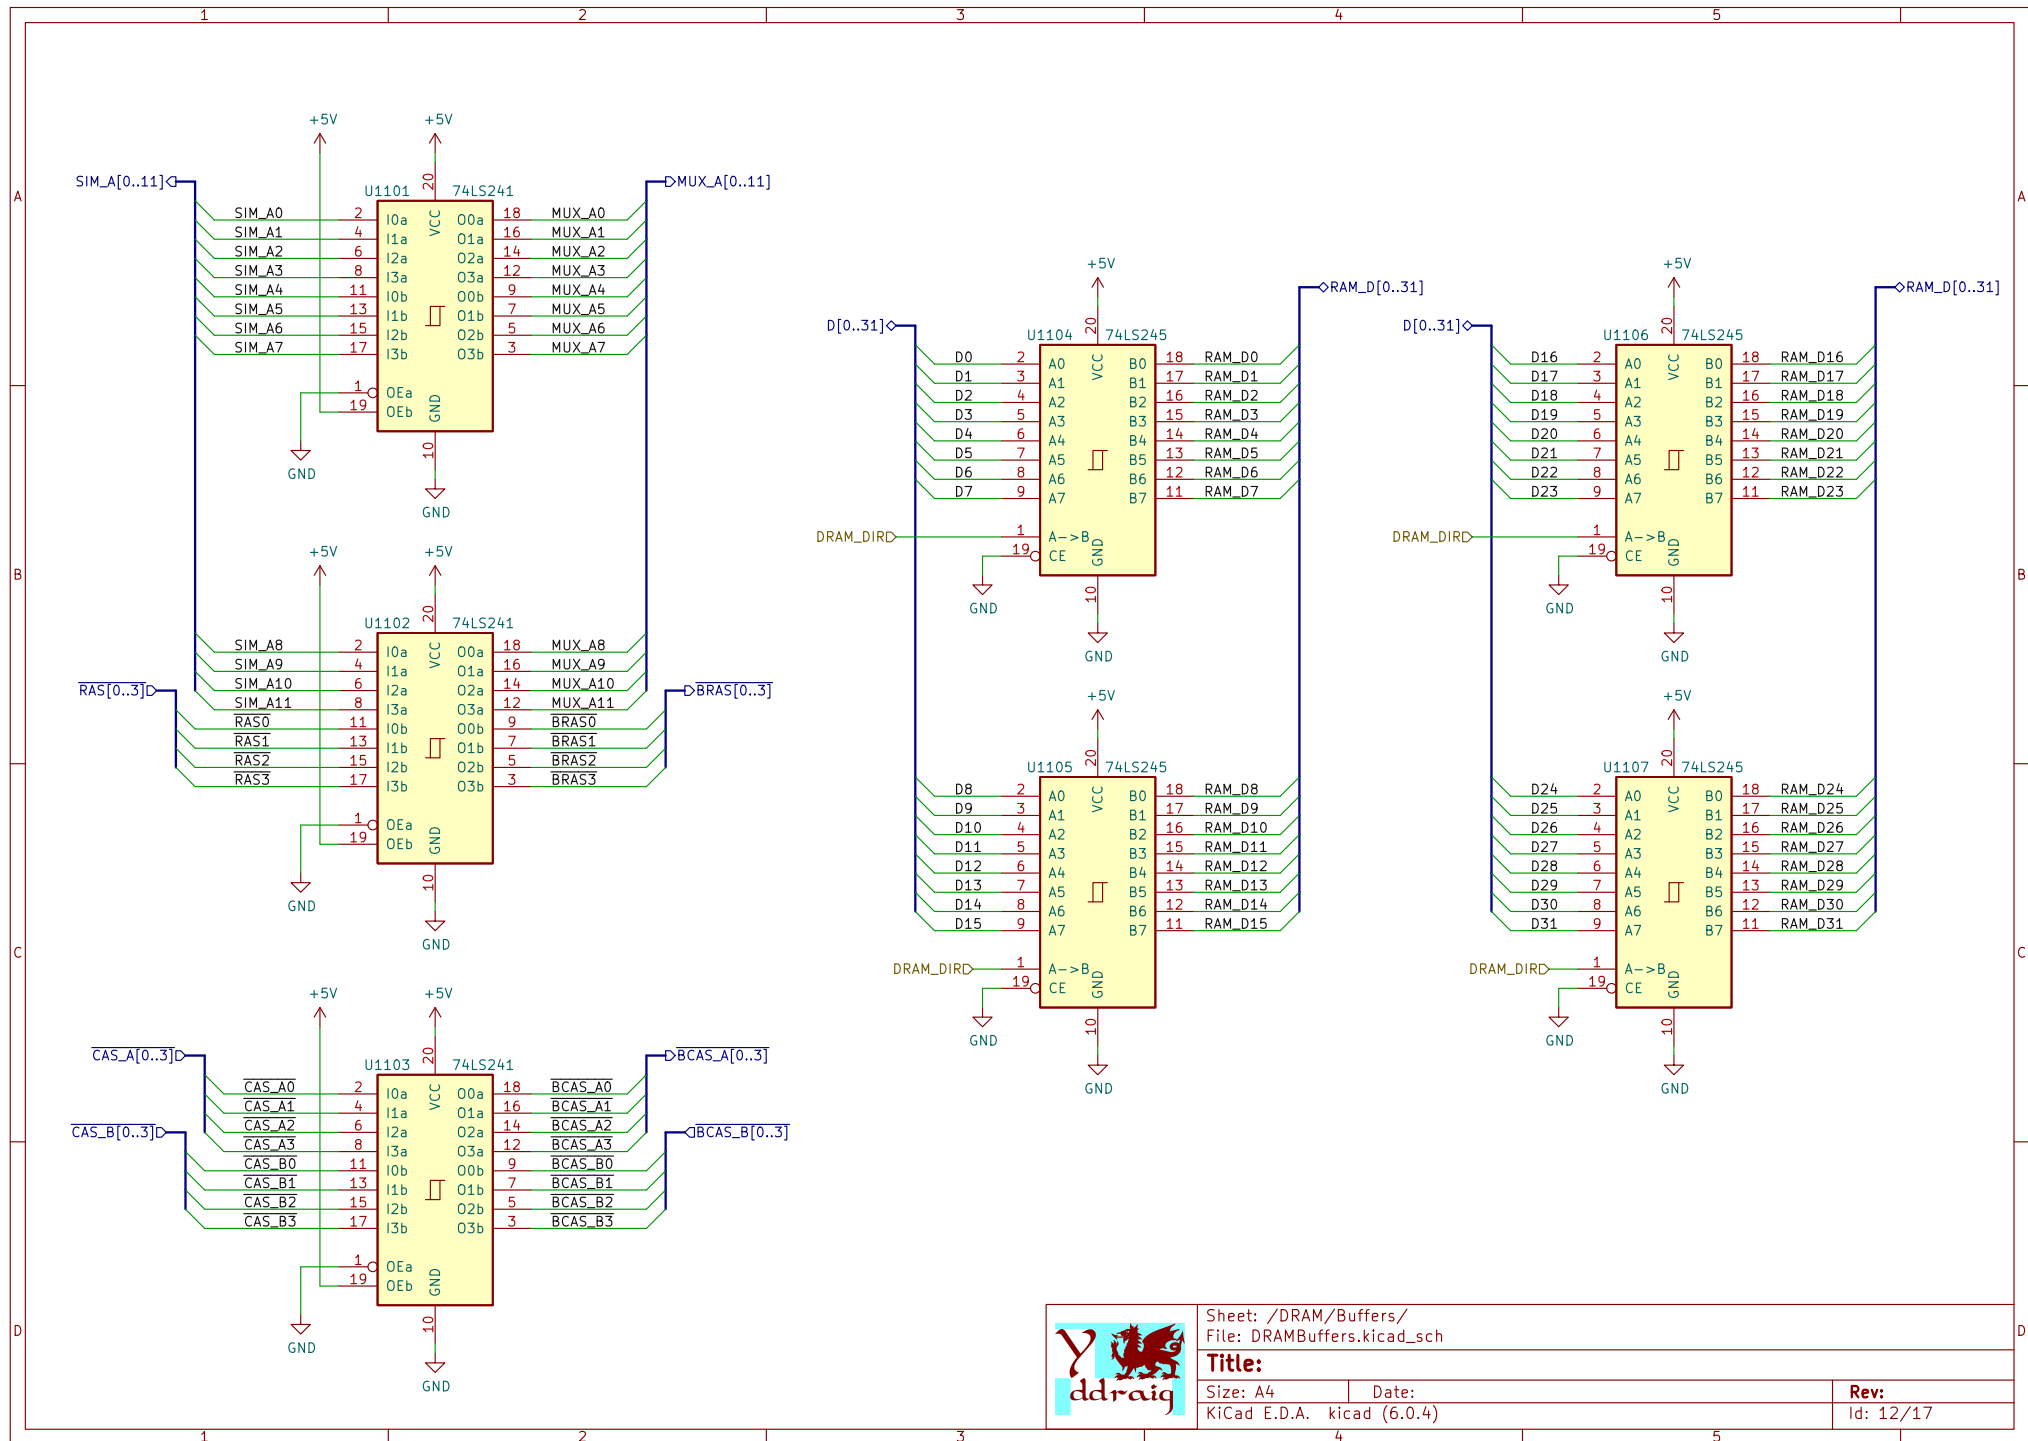 1 2 3 4 5
A A
B B
C C
D D
+5V +5V
SIM_A[0..11] MUX_A[0..11]
U1101 74LS241
20 VCC
SIM_A0 2 I0a O0a 18 MUX_A0
SIM_A1 4 I1a O1a 16 MUX_A1
SIM_A2 6 I2a O2a 14 MUX_A2
SIM_A3 8 I3a O3a 12 MUX_A3
SIM_A4 11 I0b O0b 9 MUX_A4
SIM_A5 13 I1b O1b 7 MUX_A5
SIM_A6 15 I2b O2b 5 MUX_A6
SIM_A7 17 I3b O3b 3 MUX_A7
1 OEa
19 OEb
GND 10
GND
GND
+5V +5V
U1102 74LS241
20 VCC
SIM_A8 2 I0a O0a 18 MUX_A8
SIM_A9 4 I1a O1a 16 MUX_A9
RAS[0..3] BRAS[0..3]
SIM_A10 6 I2a O2a 14 MUX_A10
SIM_A11 8 I3a O3a 12 MUX_A11
RAS0 11 I0b O0b 9 BRAS0
RAS1 13 I1b O1b 7 BRAS1
RAS2 15 I2b O2b 5 BRAS2
RAS3 17 I3b O3b 3 BRAS3
1 OEa
19 OEb
GND 10
GND
GND
+5V +5V
CAS_A[0..3] BCAS_A[0..3]
U1103 74LS241
20 VCC
CAS_A0 2 I0a O0a 18 BCAS_A0
CAS_A1 4 I1a O1a 16 BCAS_A1
CAS_A2 6 I2a O2a 14 BCAS_A2
CAS_B[0..3] BCAS_B[0..3]
CAS_A3 8 I3a O3a 12 BCAS_A3
CAS_B0 11 I0b O0b 9 BCAS_B0
CAS_B1 13 I1b O1b 7 BCAS_B1
CAS_B2 15 I2b O2b 5 BCAS_B2
CAS_B3 17 I3b O3b 3 BCAS_B3
1 OEa
19 OEb
GND 10
GND
GND
+5V
RAM_D[0..31]
D[0..31]
U1104 74LS245
20 VCC
D0 2 A0 B0 18 RAM_D0
D1 3 A1 B1 17 RAM_D1
D2 4 A2 B2 16 RAM_D2
D3 5 A3 B3 15 RAM_D3
D4 6 A4 B4 14 RAM_D4
D5 7 A5 B5 13 RAM_D5
D6 8 A6 B6 12 RAM_D6
D7 9 A7 B7 11 RAM_D7
DRAM_DIR 1 A->B
19 CE
GND 10
GND
GND
+5V
U1105 74LS245
20 VCC
D8 2 A0 B0 18 RAM_D8
D9 3 A1 B1 17 RAM_D9
D10 4 A2 B2 16 RAM_D10
D11 5 A3 B3 15 RAM_D11
D12 6 A4 B4 14 RAM_D12
D13 7 A5 B5 13 RAM_D13
D14 8 A6 B6 12 RAM_D14
D15 9 A7 B7 11 RAM_D15
DRAM_DIR 1 A->B
19 CE
GND 10
GND
GND
+5V
RAM_D[0..31]
D[0..31]
U1106 74LS245
20 VCC
D16 2 A0 B0 18 RAM_D16
D17 3 A1 B1 17 RAM_D17
D18 4 A2 B2 16 RAM_D18
D19 5 A3 B3 15 RAM_D19
D20 6 A4 B4 14 RAM_D20
D21 7 A5 B5 13 RAM_D21
D22 8 A6 B6 12 RAM_D22
D23 9 A7 B7 11 RAM_D23
DRAM_DIR 1 A->B
19 CE
GND 10
GND
GND
+5V
U1107 74LS245
20 VCC
D24 2 A0 B0 18 RAM_D24
D25 3 A1 B1 17 RAM_D25
D26 4 A2 B2 16 RAM_D26
D27 5 A3 B3 15 RAM_D27
D28 6 A4 B4 14 RAM_D28
D29 7 A5 B5 13 RAM_D29
D30 8 A6 B6 12 RAM_D30
D31 9 A7 B7 11 RAM_D31
DRAM_DIR 1 A->B
19 CE
GND 10
GND
GND
Y ddraig
Sheet: /DRAM/Buffers/
File: DRAMBuffers.kicad_sch
Title:
Size: A4 Date: Rev:
KiCad E.D.A. kicad (6.0.4) Id: 12/17
1 2 3 4 5